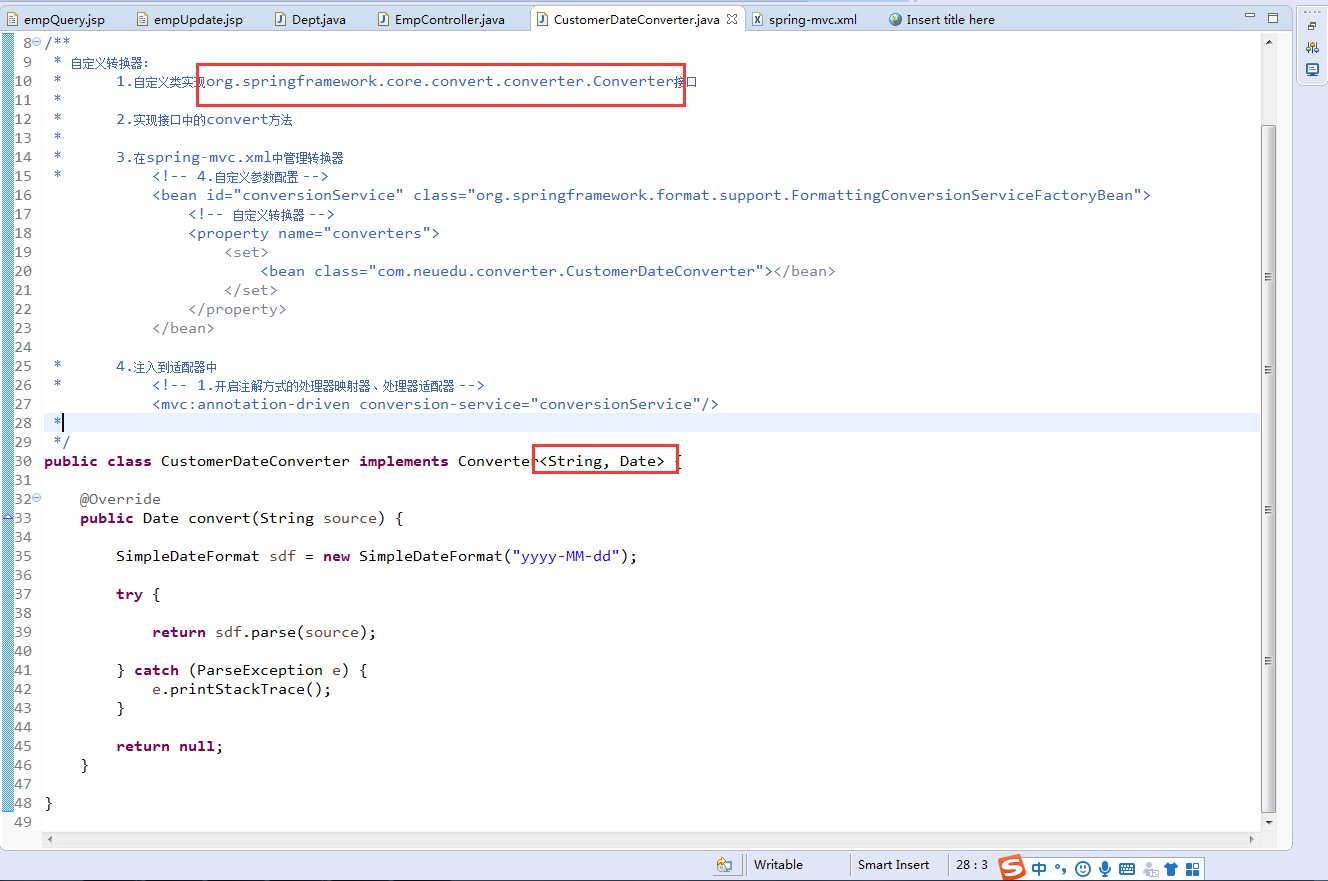 empQuery.jsp empUpdate.jsp Dept.java EmpController.java CustomerDateConverter.java spring-mvc.xml Insert title here
8 /**
9 * 自定义转换器:
10 * 1.自定义类实现org.springframework.core.convert.converter.Converter接口
11 *
12 * 2.实现接口中的convert方法
13 *
14 * 3.在spring-mvc.xml中管理转换器
15 * <!-- 4.自定义参数配置 -->
16 <bean id="conversionService" class="org.springframework.format.support.FormattingConversionServiceFactoryBean">
17 <!-- 自定义转换器 -->
18 <property name="converters">
19 <set>
20 <bean class="com.neuedu.converter.CustomerDateConverter"></bean>
21 </set>
22 </property>
23 </bean>
24
25 * 4.注入到适配器中
26 * <!-- 1.开启注解方式的处理器映射器、处理器适配器 -->
27 <mvc:annotation-driven conversion-service="conversionService"/>
28 *
29 */
30 public class CustomerDateConverter implements Converter<String, Date> {
31
32 @Override
33 public Date convert(String source) {
34
35 SimpleDateFormat sdf = new SimpleDateFormat("yyyy-MM-dd");
36
37 try {
38
39 return sdf.parse(source);
40
41 } catch (ParseException e) {
42 e.printStackTrace();
43 }
44
45 return null;
46 }
47
48 }
49
Writable Smart Insert 28 : 3 S 中